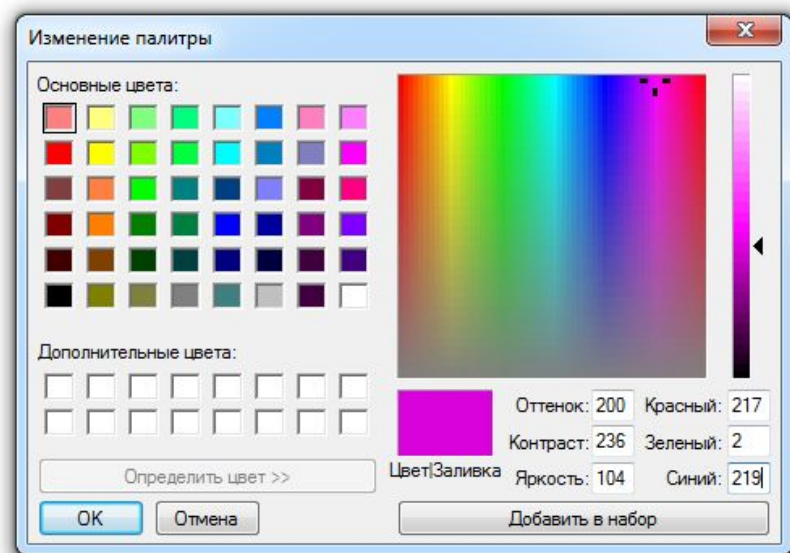 Изменение палитры
Основные цвета:
Дополнительные цвета:
Определить цвет >>
OK
Отмена
Цвет|Заливка
Оттенок: 200
Контраст: 236
Яркость: 104
Красный: 217
Зеленый: 2
Синий: 219
Добавить в набор